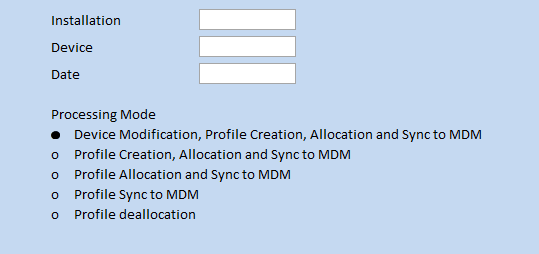 Installation
Device
Date
Processing Mode
Device Modification, Profile Creation, Allocation and Sync to MDM
Profile Creation, Allocation and Sync to MDM
Profile Allocation and Sync to MDM
Profile Sync to MDM
Profile deallocation